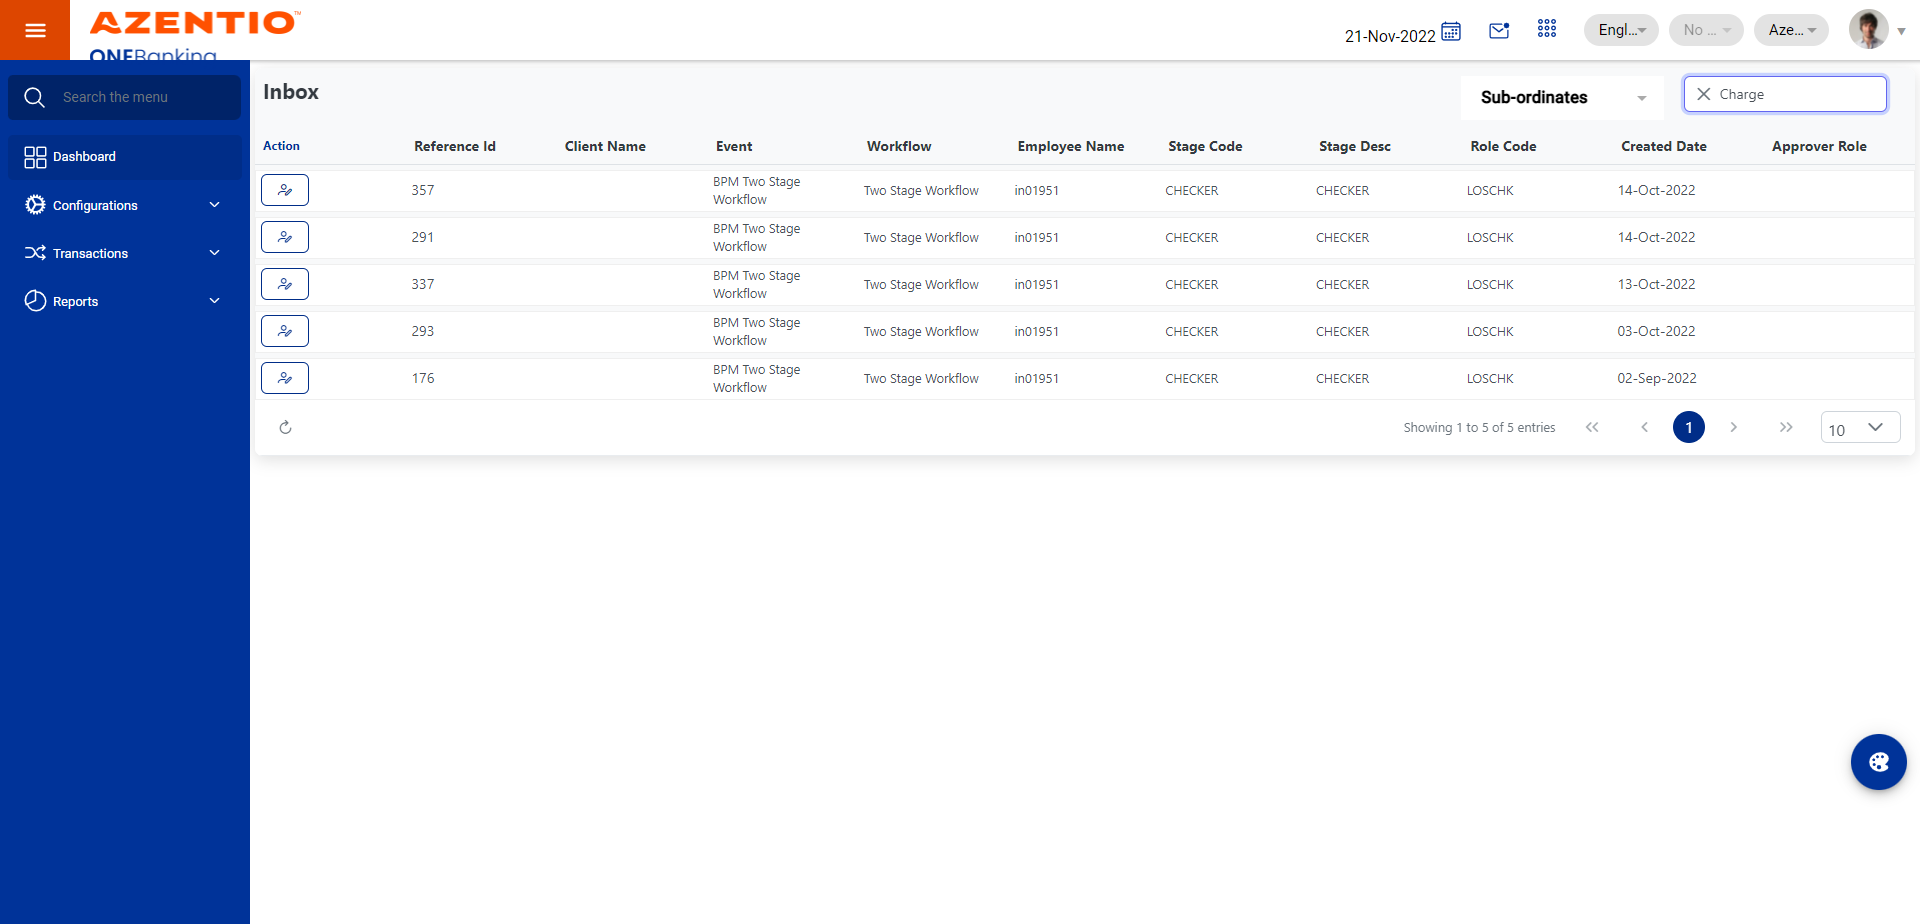 AZENTIO™
ONEBanking
21-Nov-2022
Engl...
No ...
Aze...
Search the menu
Dashboard
Configurations
Transactions
Reports
Inbox
Sub-ordinates
Charge
Action Reference Id Client Name Event Workflow Employee Name Stage Code Stage Desc Role Code Created Date Approver Role
357 BPM Two Stage Workflow Two Stage Workflow in01951 CHECKER CHECKER LOSCHK 14-Oct-2022
291 BPM Two Stage Workflow Two Stage Workflow in01951 CHECKER CHECKER LOSCHK 14-Oct-2022
337 BPM Two Stage Workflow Two Stage Workflow in01951 CHECKER CHECKER LOSCHK 13-Oct-2022
293 BPM Two Stage Workflow Two Stage Workflow in01951 CHECKER CHECKER LOSCHK 03-Oct-2022
176 BPM Two Stage Workflow Two Stage Workflow in01951 CHECKER CHECKER LOSCHK 02-Sep-2022
Showing 1 to 5 of 5 entries 1 10